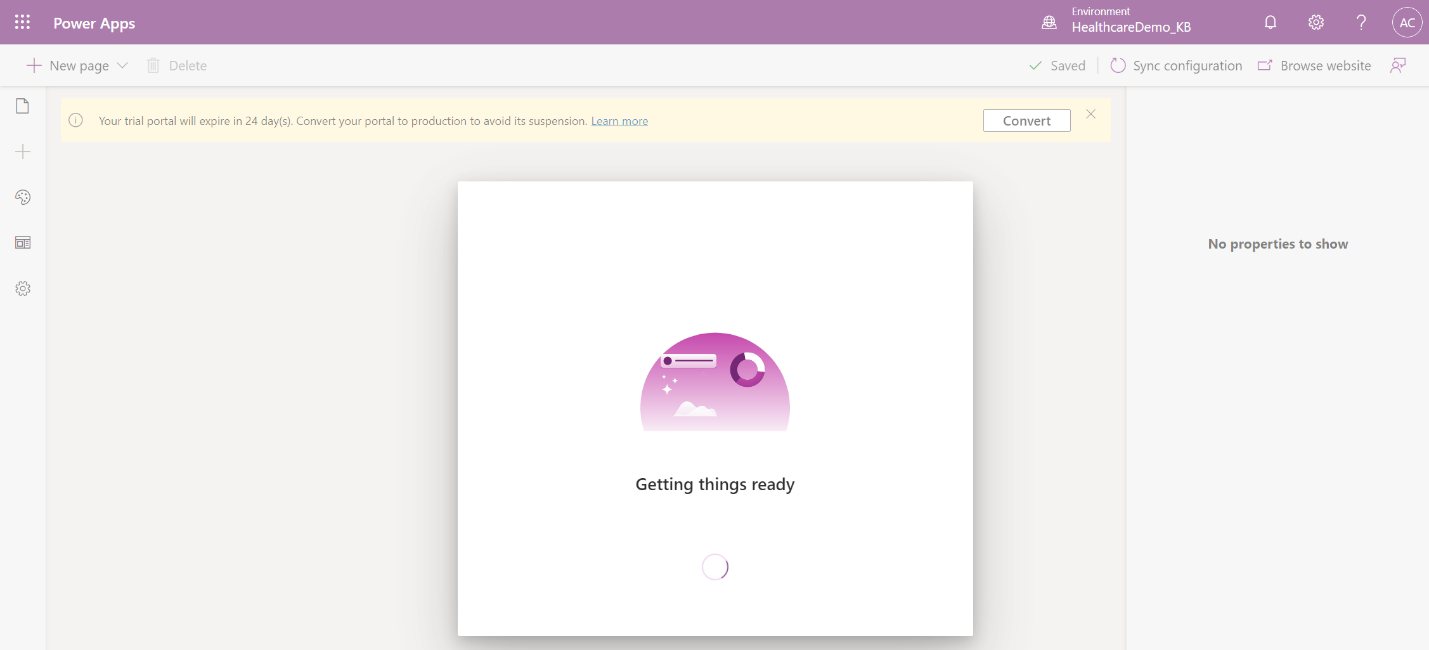 Power Apps
Environment
HealthcareDemo_KB
AC
New page
Delete
Saved
Sync configuration
Browse website
Your trial portal will expire in 24 day(s). Convert your portal to production to avoid its suspension. Learn more
Convert
No properties to show
Getting things ready